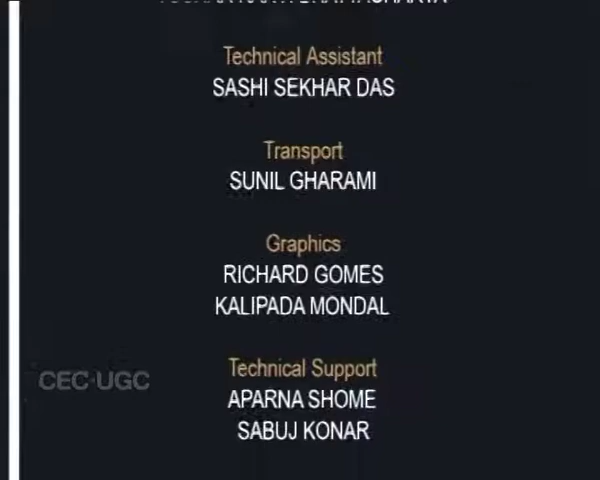 Technical Assistant
SASHI SEKHAR DAS
Transport
SUNIL GHARAMI
Graphics
RICHARD GOMES
KALIPADA MONDAL
Technical Support
CEC-UGC
APARNA SHOME
SABUJ KONAR